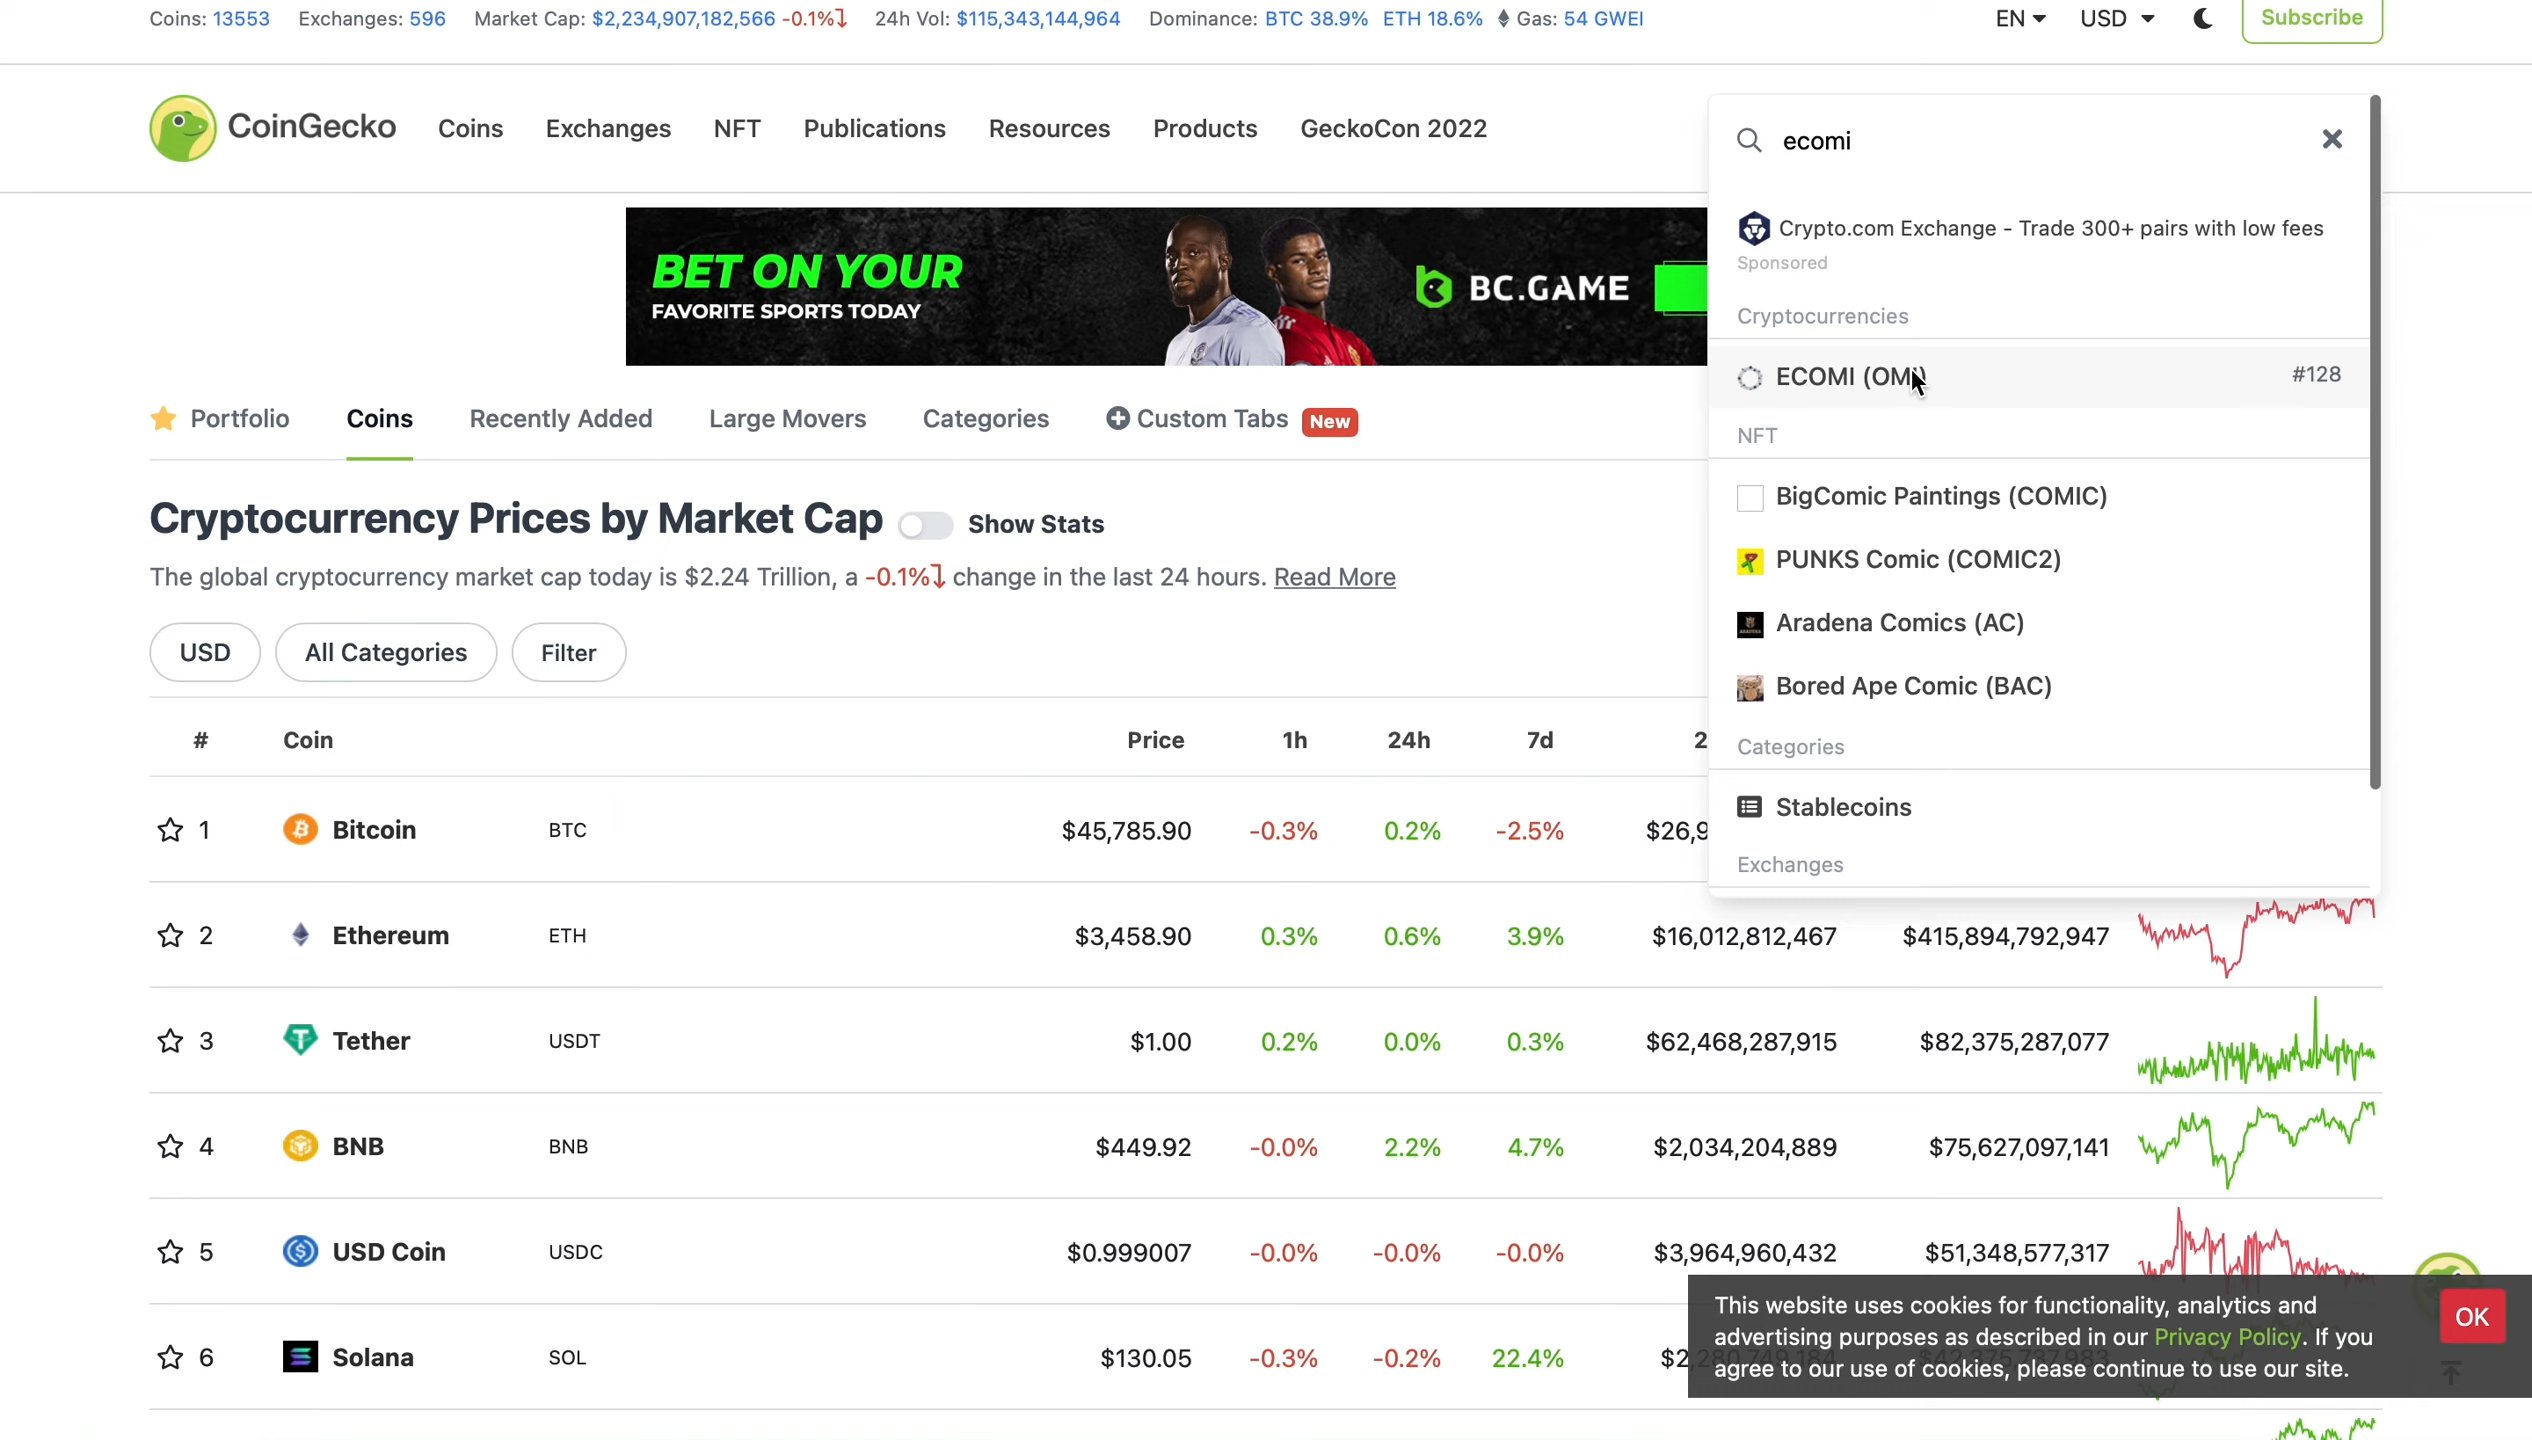 Coins: 13553 Exchanges: 596 Market Cap: $2,234,907,182,566 -0.1% 24h Vol: $115,343,144,964 Dominance: BTC 38.9% ETH 18.6% Gas: 54 GWEI EN USD Subscribe
CoinGecko Coins Exchanges NFT Publications Resources Products GeckoCon 2022
ecomi
BET ON YOUR
FAVORITE SPORTS TODAY
BC.GAME
Crypto.com Exchange - Trade 300+ pairs with low fees
Sponsored
Cryptocurrencies
ECOMI (OMI) #128
NFT
BigComic Paintings (COMIC)
PUNKS Comic (COMIC2)
Aradena Comics (AC)
Bored Ape Comic (BAC)
Categories
Stablecoins
Exchanges
Portfolio Coins Recently Added Large Movers Categories Custom Tabs New
Cryptocurrency Prices by Market Cap Show Stats
The global cryptocurrency market cap today is $2.24 Trillion, a -0.1% change in the last 24 hours. Read More
USD All Categories Filter
# Coin Price 1h 24h 7d 2
1 Bitcoin BTC $45,785.90 -0.3% 0.2% -2.5% $26,9
2 Ethereum ETH $3,458.90 0.3% 0.6% 3.9% $16,012,812,467 $415,894,792,947
3 Tether USDT $1.00 0.2% 0.0% 0.3% $62,468,287,915 $82,375,287,077
4 BNB BNB $449.92 -0.0% 2.2% 4.7% $2,034,204,889 $75,627,097,141
5 USD Coin USDC $0.999007 -0.0% -0.0% -0.0% $3,964,960,432 $51,348,577,317
6 Solana SOL $130.05 -0.3% -0.2% 22.4% $2,280,749,184 $42,375,737,983
This website uses cookies for functionality, analytics and
advertising purposes as described in our Privacy Policy. If you
agree to our use of cookies, please continue to use our site.
OK